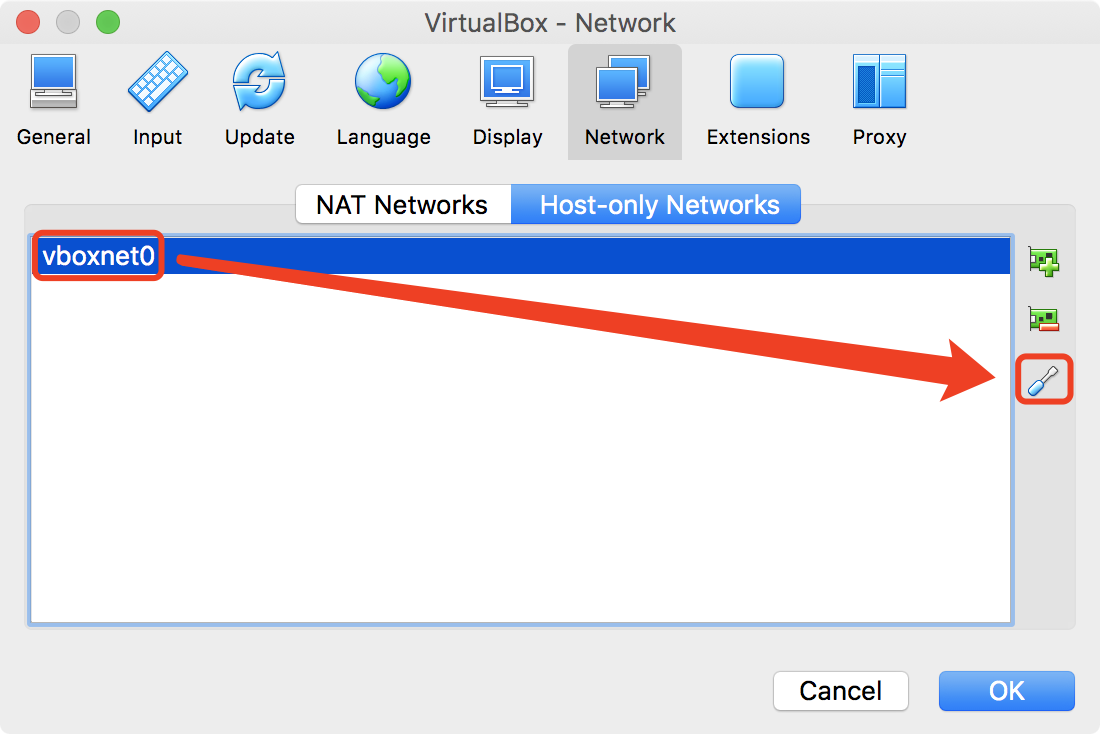 VirtualBox - Network
General Input Update Language Display Network Extensions Proxy
NAT Networks Host-only Networks
vboxnet0
Cancel OK